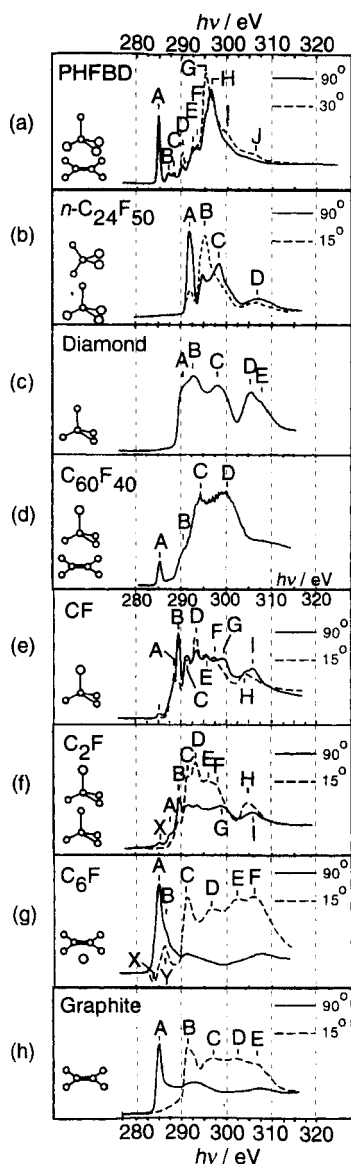 hν / eV
280 290 300 310 320
PHFBD
A B C D E F G H I J
90°
30°
(a)
n-C24F50
A B C D
90°
15°
(b)
Diamond
A B C D E
(c)
C60F40
A B C D
(d)
hν / eV
280 290 300 310 320
CF
A B C D E F G H I
90°
15°
(e)
C2F
X A B C D E F G H I
90°
15°
(f)
C6F
X A B Y C D E F
90°
15°
(g)
Graphite
A B C D E
90°
15°
(h)
280 290 300 310 320
hν / eV